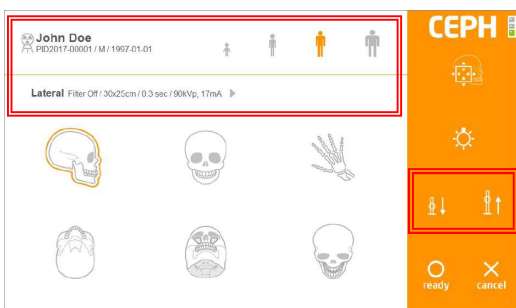 John Doe
PID2017-00001 / M / 1997-01-01
Lateral Filter Off / 30x25cm / 0.3 sec / 90kVp, 17mA
CEPH
ready
cancel